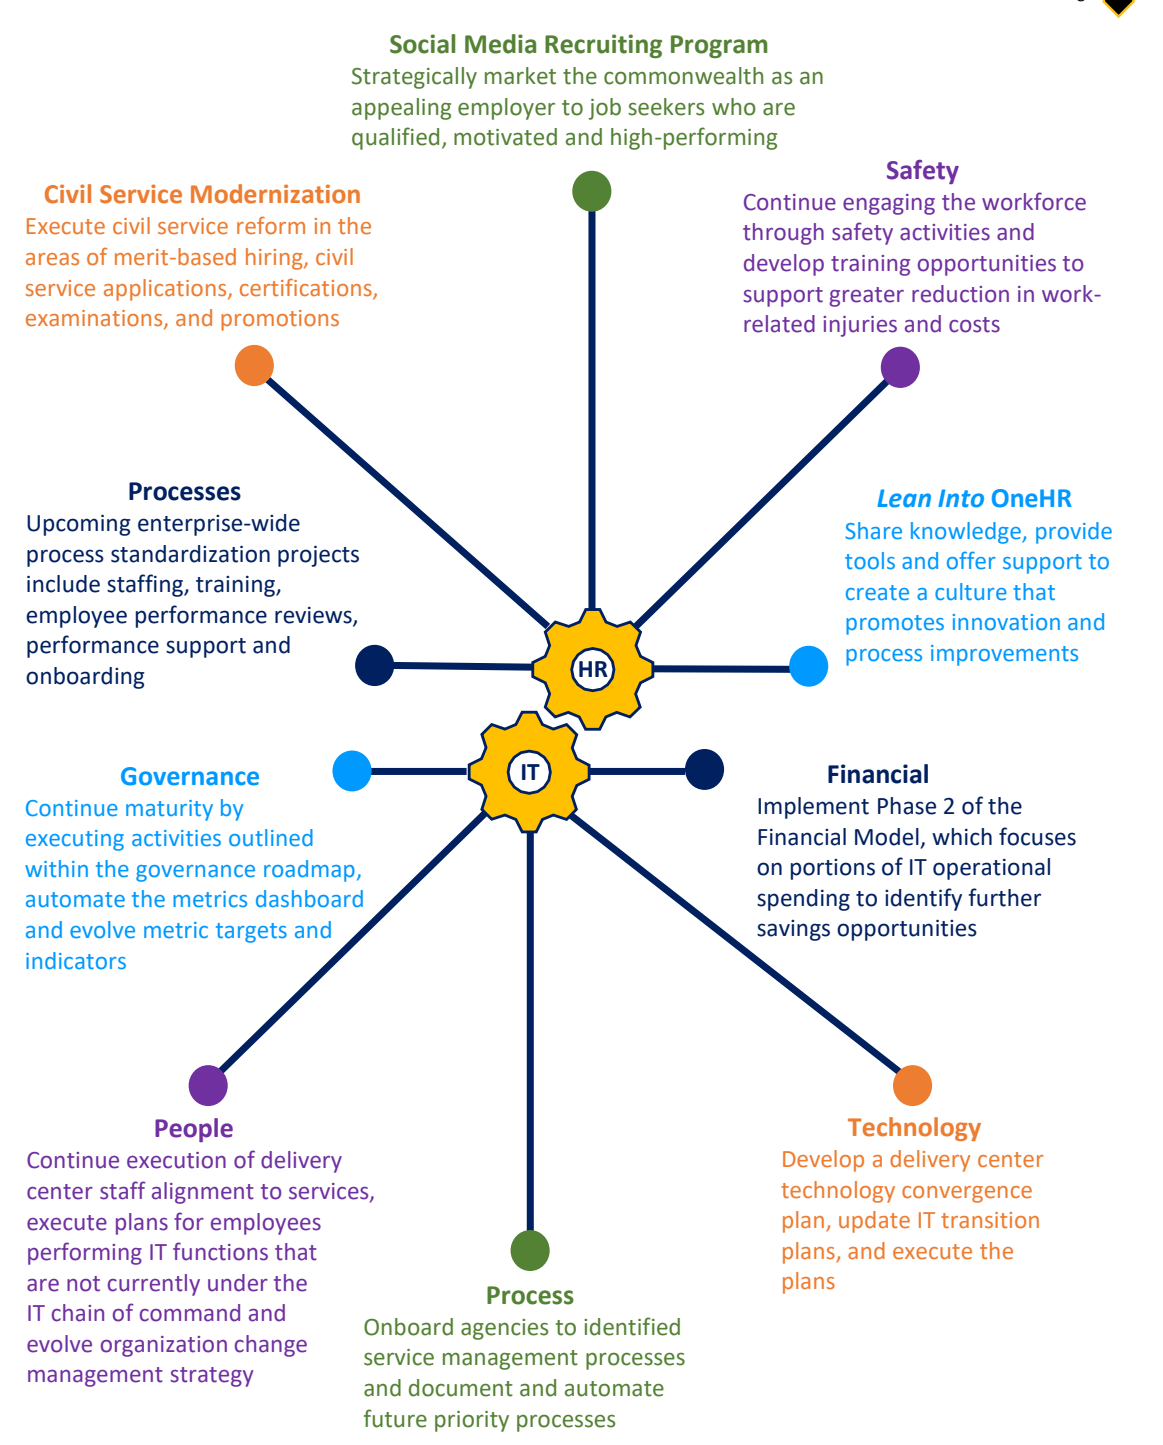 Social Media Recruiting Program
Strategically market the commonwealth as an
appealing employer to job seekers who are
qualified, motivated and high-performing
Civil Service Modernization
Execute civil service reform in the
areas of merit-based hiring, civil
service applications, certifications,
examinations, and promotions
Safety
Continue engaging the workforce
through safety activities and
develop training opportunities to
support greater reduction in work-
related injuries and costs
Processes
Upcoming enterprise-wide
process standardization projects
include staffing, training,
employee performance reviews,
performance support and
onboarding
Lean Into OneHR
Share knowledge, provide
tools and offer support to
create a culture that
promotes innovation and
process improvements
HR
IT
Governance
Continue maturity by
executing activities outlined
within the governance roadmap,
automate the metrics dashboard
and evolve metric targets and
indicators
Financial
Implement Phase 2 of the
Financial Model, which focuses
on portions of IT operational
spending to identify further
savings opportunities
People
Continue execution of delivery
center staff alignment to services,
execute plans for employees
performing IT functions that
are not currently under the
IT chain of command and
evolve organization change
management strategy
Technology
Develop a delivery center
technology convergence
plan, update IT transition
plans, and execute the
plans
Process
Onboard agencies to identified
service management processes
and document and automate
future priority processes